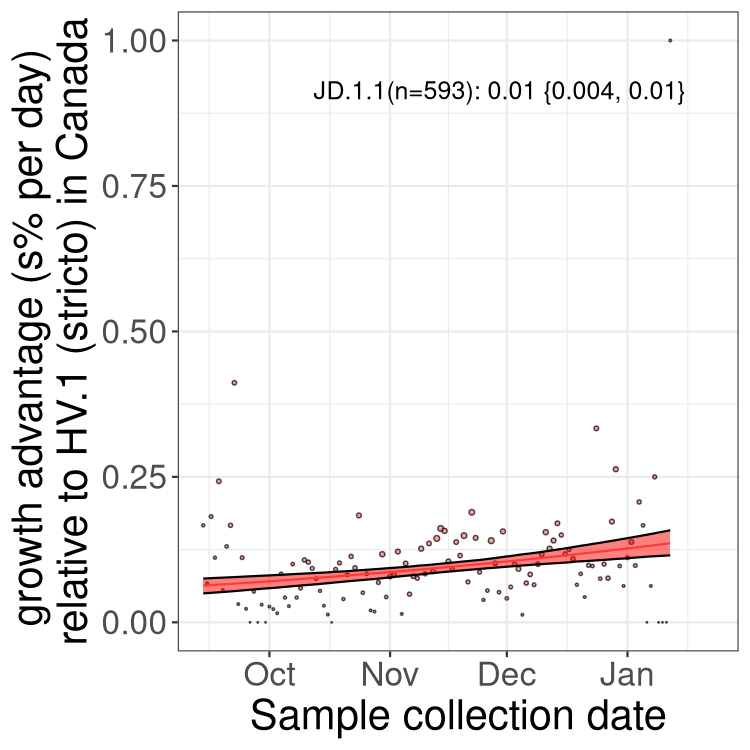 growth advantage (s% per day)
relative to HV.1 (stricto) in Canada
1.00
0.75
0.50
0.25
0.00
JD.1.1(n=593): 0.01 {0.004, 0.01}
Oct
Nov
Dec
Jan
Sample collection date